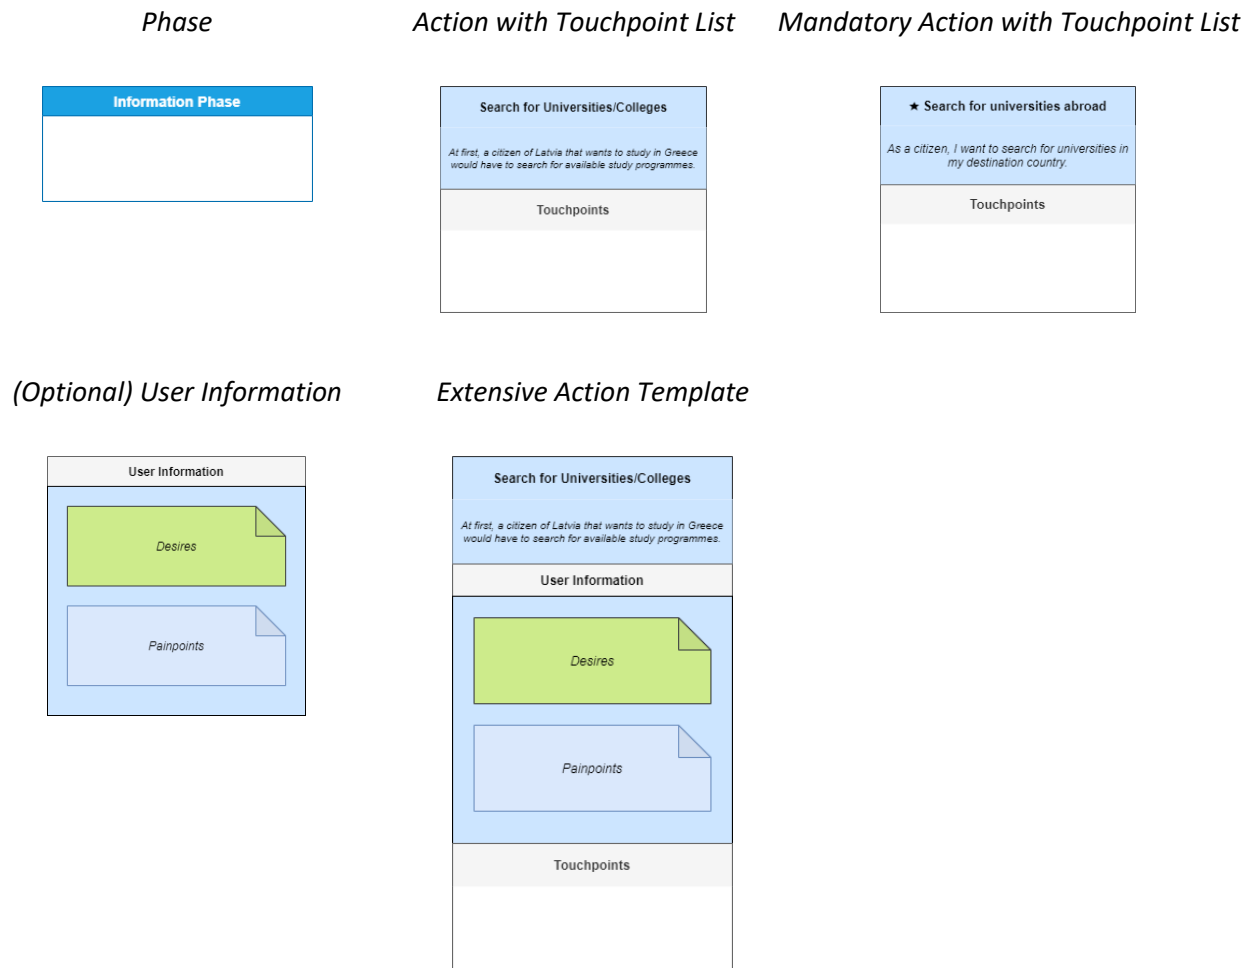 Phase
Action with Touchpoint List
Mandatory Action with Touchpoint List
Information Phase
Search for Universities/Colleges
At first, a citizen of Latvia that wants to study in Greece
would have to search for available study programmes.
Touchpoints
★ Search for universities abroad
As a citizen, I want to search for universities in
my destination country.
Touchpoints
(Optional) User Information
Extensive Action Template
User Information
Desires
Painpoints
Search for Universities/Colleges
At first, a citizen of Latvia that wants to study in Greece
would have to search for available study programmes.
User Information
Desires
Painpoints
Touchpoints